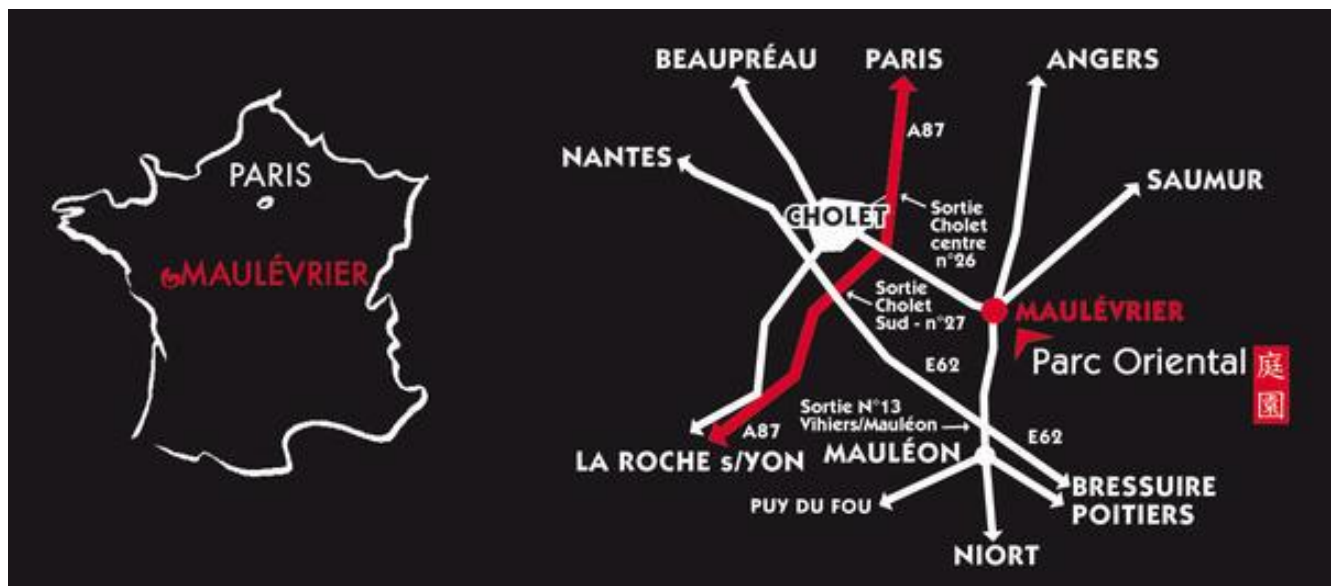 PARIS
MAULÉVRIER
BEAUPRÉAU
PARIS
ANGERS
A87
NANTES
SAUMUR
CHOLET
Sortie
Cholet
centre
n°26
Sortie
Cholet
Sud - n°27
MAULÉVRIER
Parc Oriental
庭
園
E62
Sortie N°13
Vihiers/Mauléon
A87
E62
LA ROCHE s/YON
MAULÉON
BRESSUIRE
POITIERS
PUY DU FOU
NIORT